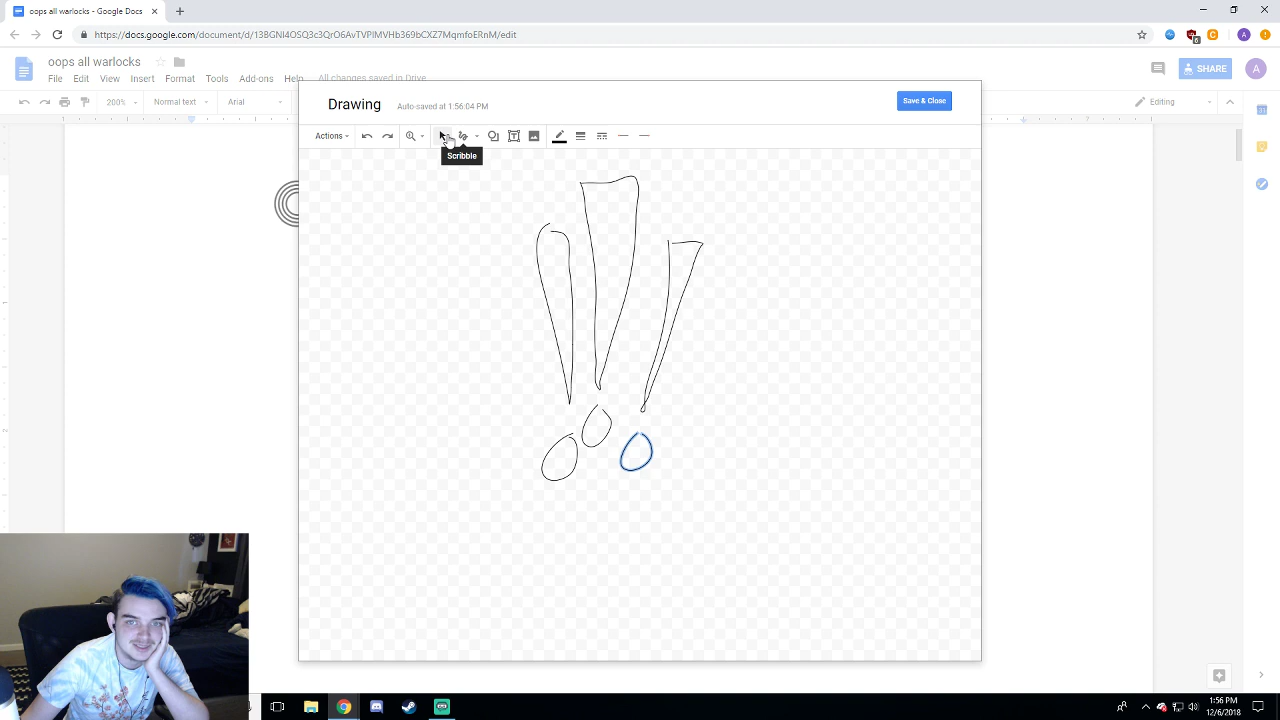 oops all warlocks - Google Docs
https://docs.google.com/document/d/13BGNI4OSQ3c3QrO6AvTVPlMVHb369bCXZ7MqmfoERnM/edit
oops all warlocks
File Edit View Insert Format Tools Add-ons Help All changes saved in Drive
SHARE
A
200% Normal text Arial
Editing
Drawing Auto-saved at 1:56:04 PM
Save & Close
Actions
Scribble
!!!
1:56 PM
12/6/2018